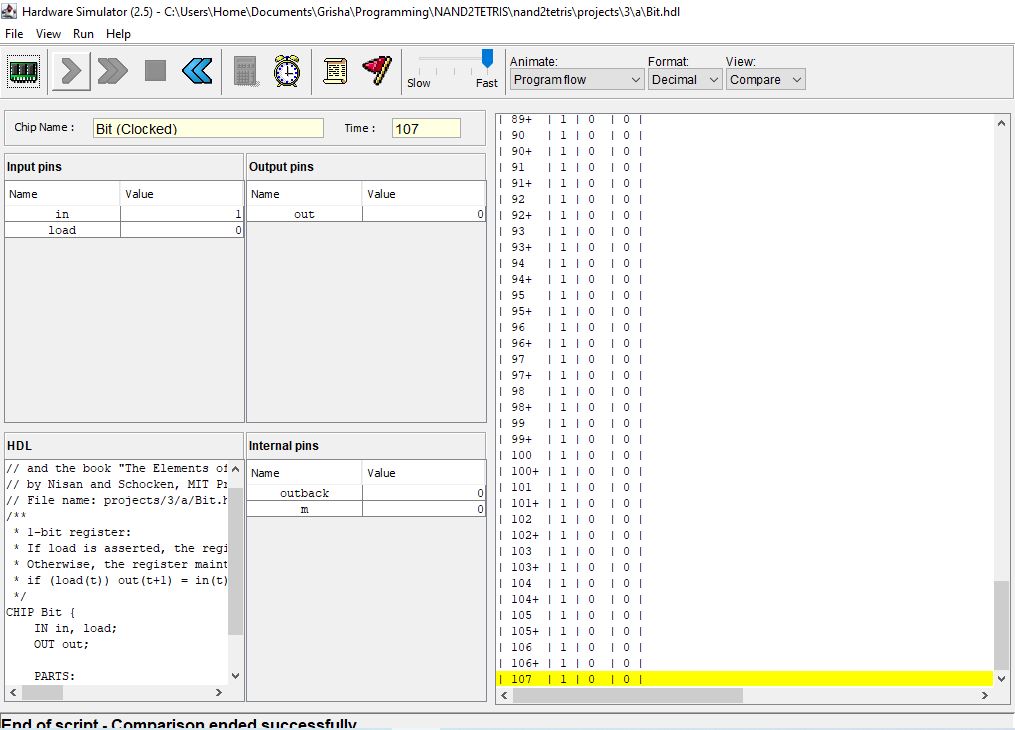 Hardware Simulator (2.5) - C:\Users\Home\Documents\Grisha\Programming\NAND2TETRIS\nand2tetris\projects\3\a\Bit.hdl
File View Run Help
Animate: Format: View:
Slow Fast Program flow Decimal Compare
Chip Name : Bit (Clocked) Time : 107
Input pins
Name Value
in 1
load 0
Output pins
Name Value
out 0
HDL
// and the book "The Elements of
// by Nisan and Schocken, MIT Pr
// File name: projects/3/a/Bit.h
/**
* 1-bit register:
* If load is asserted, the regi
* Otherwise, the register maint
* if (load(t)) out(t+1) = in(t)
*/
CHIP Bit {
IN in, load;
OUT out;
PARTS:
Internal pins
Name Value
outback 0
m 0
| 89+ | 1 | 0 | 0 |
| 90 | 1 | 0 | 0 |
| 90+ | 1 | 0 | 0 |
| 91 | 1 | 0 | 0 |
| 91+ | 1 | 0 | 0 |
| 92 | 1 | 0 | 0 |
| 92+ | 1 | 0 | 0 |
| 93 | 1 | 0 | 0 |
| 93+ | 1 | 0 | 0 |
| 94 | 1 | 0 | 0 |
| 94+ | 1 | 0 | 0 |
| 95 | 1 | 0 | 0 |
| 95+ | 1 | 0 | 0 |
| 96 | 1 | 0 | 0 |
| 96+ | 1 | 0 | 0 |
| 97 | 1 | 0 | 0 |
| 97+ | 1 | 0 | 0 |
| 98 | 1 | 0 | 0 |
| 98+ | 1 | 0 | 0 |
| 99 | 1 | 0 | 0 |
| 99+ | 1 | 0 | 0 |
| 100 | 1 | 0 | 0 |
| 100+ | 1 | 0 | 0 |
| 101 | 1 | 0 | 0 |
| 101+ | 1 | 0 | 0 |
| 102 | 1 | 0 | 0 |
| 102+ | 1 | 0 | 0 |
| 103 | 1 | 0 | 0 |
| 103+ | 1 | 0 | 0 |
| 104 | 1 | 0 | 0 |
| 104+ | 1 | 0 | 0 |
| 105 | 1 | 0 | 0 |
| 105+ | 1 | 0 | 0 |
| 106 | 1 | 0 | 0 |
| 106+ | 1 | 0 | 0 |
| 107 | 1 | 0 | 0 |
End of script - Comparison ended successfully